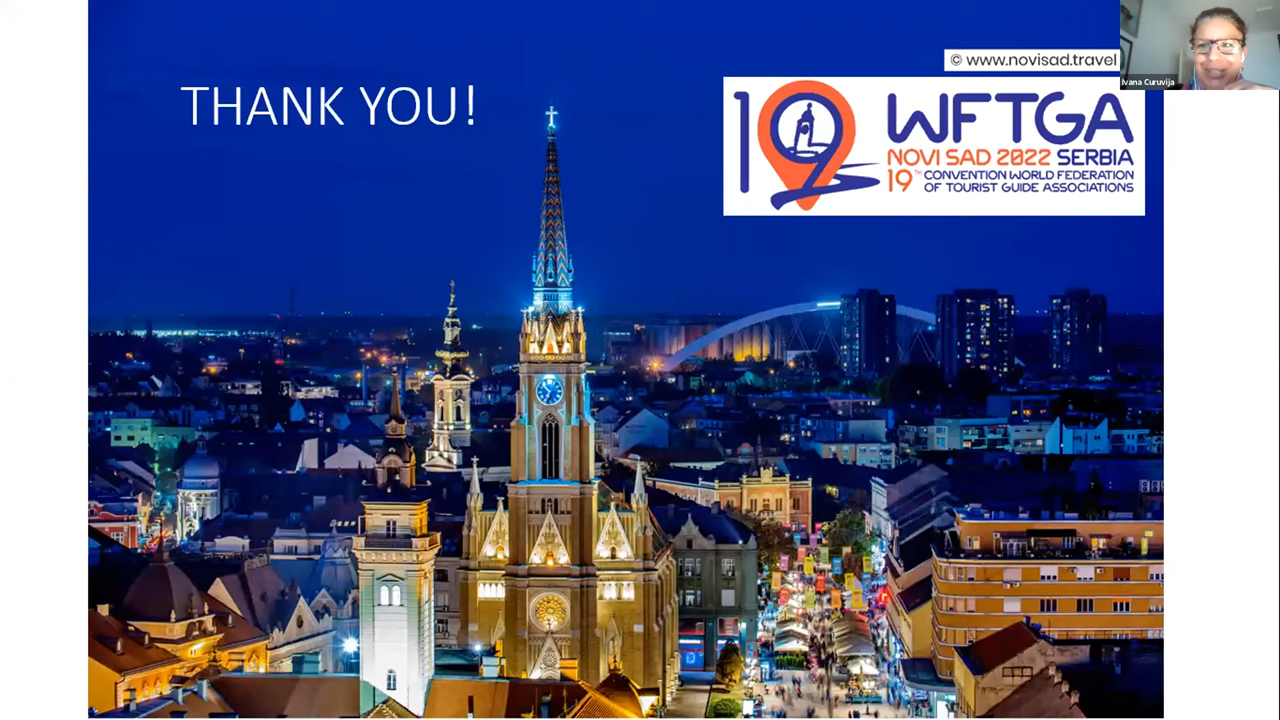 THANK YOU!
© www.novisad.travel
Ivana Curuvija
19
WFTGA
NOVI SAD 2022 SERBIA
19TH CONVENTION WORLD FEDERATION
OF TOURIST GUIDE ASSOCIATIONS